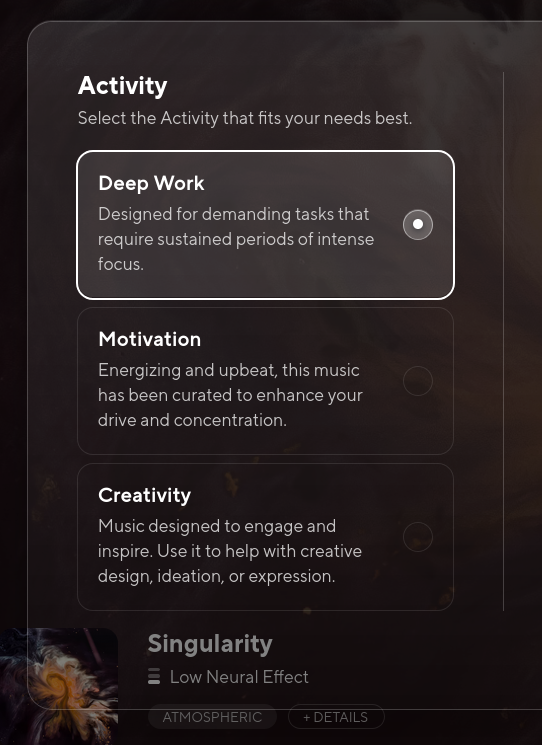 Activity
Select the Activity that fits your needs best.
Deep Work
Designed for demanding tasks that
require sustained periods of intense
focus.
Motivation
Energizing and upbeat, this music
has been curated to enhance your
drive and concentration.
Creativity
Music designed to engage and
inspire. Use it to help with creative
design, ideation, or expression.
Singularity
Low Neural Effect
ATMOSPHERIC
+ DETAILS